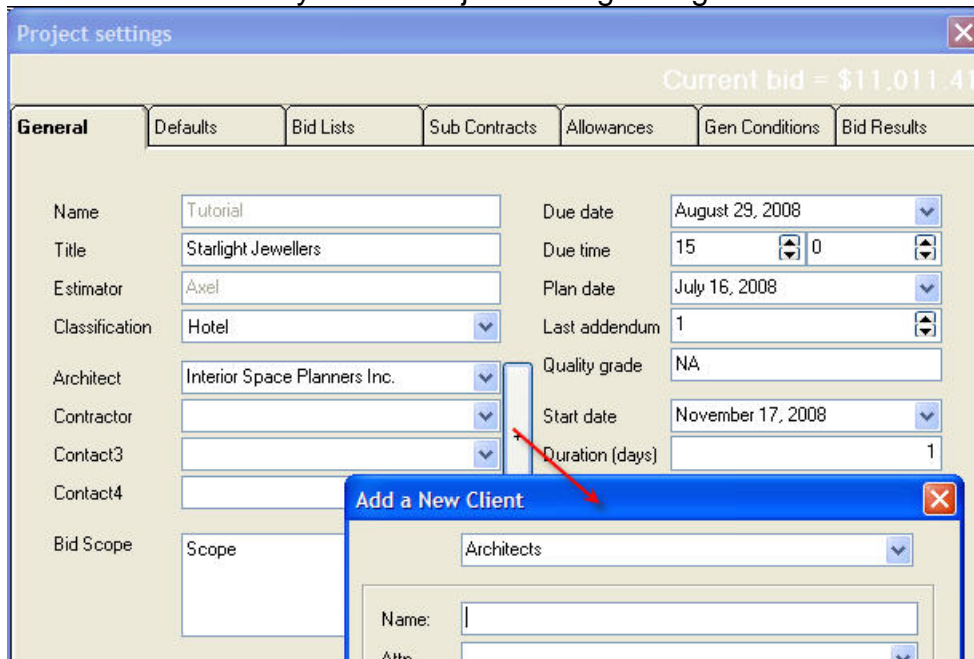 Project settings
Current bid = $11,011.41
General Defaults Bid Lists Sub Contracts Allowances Gen Conditions Bid Results
Name Tutorial Due date August 29, 2008
Title Starlight Jewellers Due time 15 0
Estimator Axel Plan date July 16, 2008
Classification Hotel Last addendum 1
Quality grade NA
Architect Interior Space Planners Inc.
Contractor Start date November 17, 2008
Contact3 + Duration (days) 1
Contact4
Add a New Client
Bid Scope Scope Architects
Name: